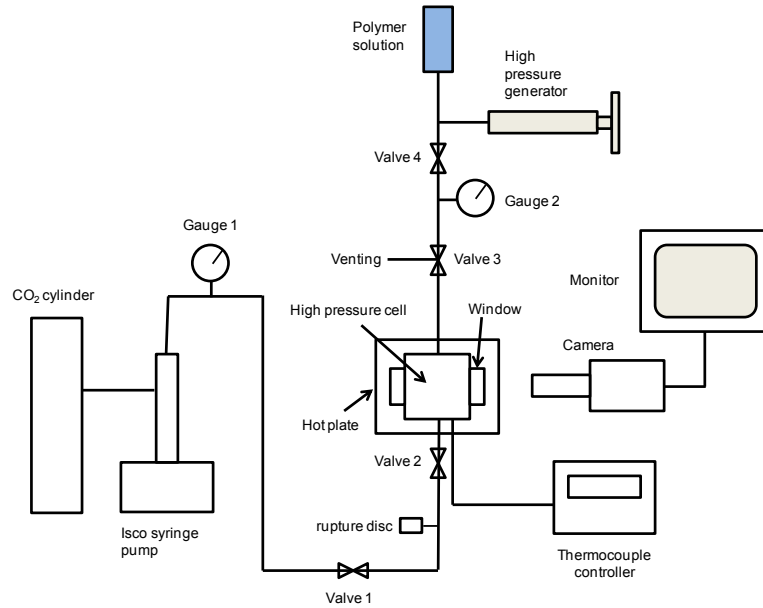 Polymer
solution
High
pressure
generator
Valve 4
Gauge 2
Gauge 1
Venting
Valve 3
Monitor
CO₂ cylinder
High pressure cell
Window
Camera
Hot plate
Valve 2
rupture disc
Isco syringe
pump
Thermocouple
controller
Valve 1